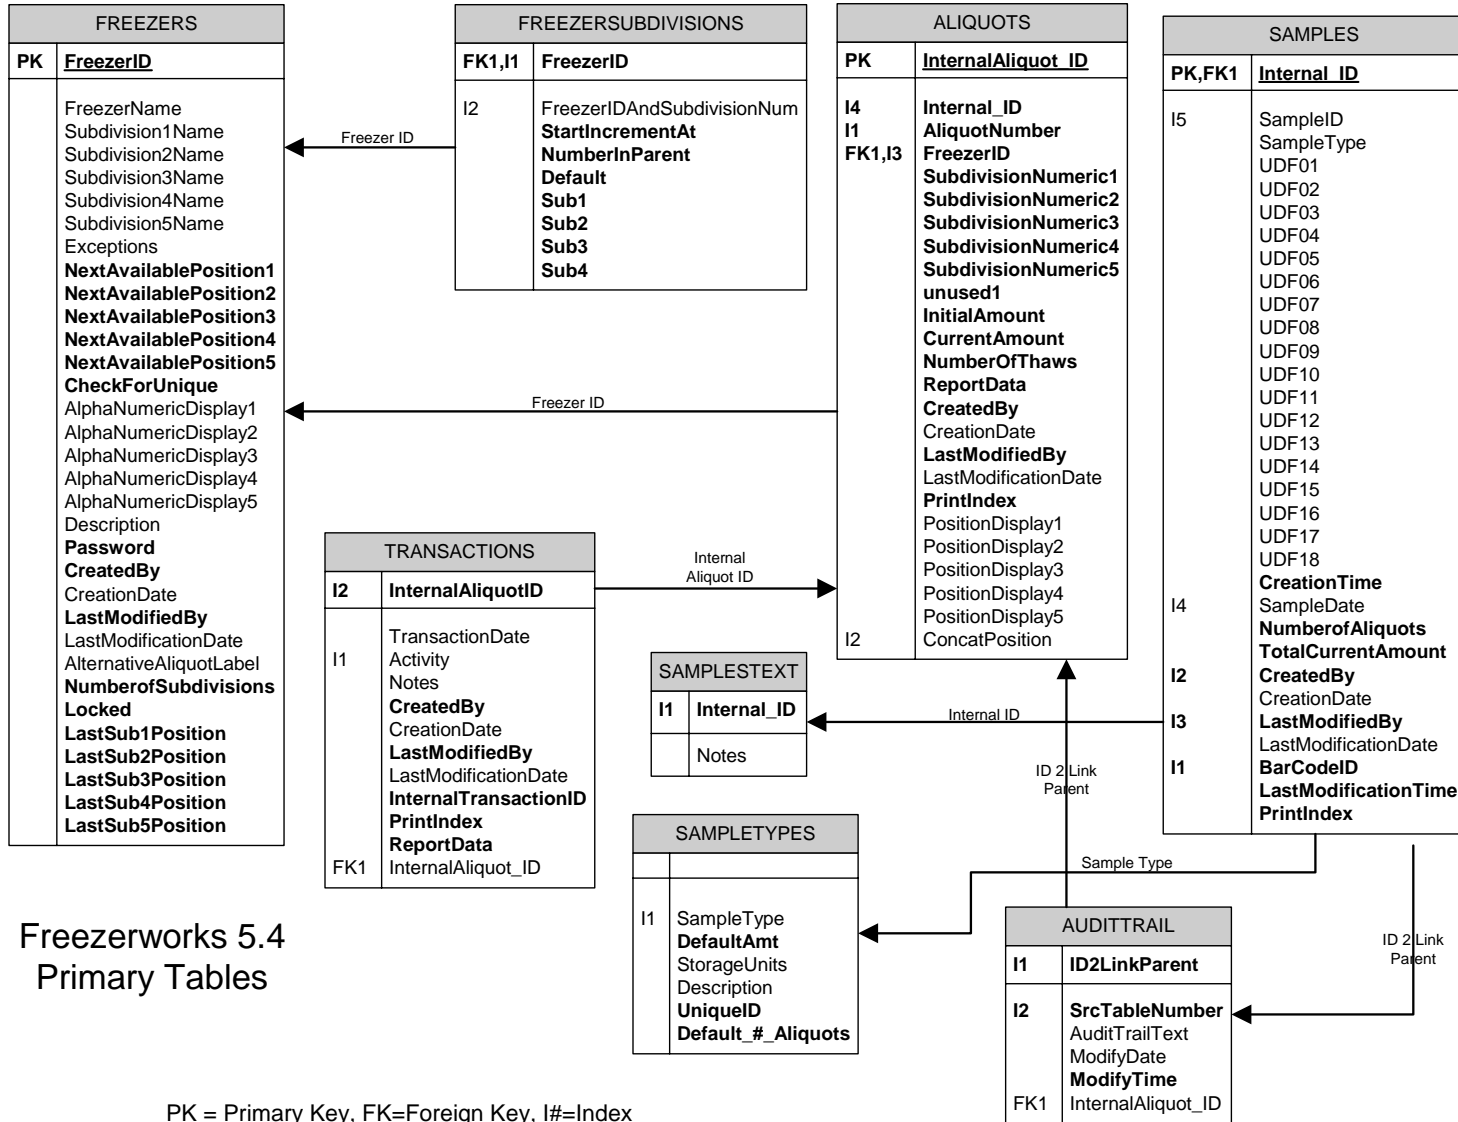 FREEZERS
PK FreezerID
FreezerName
Subdivision1Name
Subdivision2Name
Subdivision3Name
Subdivision4Name
Subdivision5Name
Exceptions
NextAvailablePosition1
NextAvailablePosition2
NextAvailablePosition3
NextAvailablePosition4
NextAvailablePosition5
CheckForUnique
AlphaNumericDisplay1
AlphaNumericDisplay2
AlphaNumericDisplay3
AlphaNumericDisplay4
AlphaNumericDisplay5
Description
Password
CreatedBy
CreationDate
LastModifiedBy
LastModificationDate
AlternativeAliquotLabel
NumberofSubdivisions
Locked
LastSub1Position
LastSub2Position
LastSub3Position
LastSub4Position
LastSub5Position
Freezer ID
FREEZERSUBDIVISIONS
FK1,I1 FreezerID
I2 FreezerIDAndSubdivisionNum
StartIncrementAt
NumberInParent
Default
Sub1
Sub2
Sub3
Sub4
Freezer ID
ALIQUOTS
PK InternalAliquot_ID
I4 Internal_ID
I1 AliquotNumber
FK1,I3 FreezerID
SubdivisionNumeric1
SubdivisionNumeric2
SubdivisionNumeric3
SubdivisionNumeric4
SubdivisionNumeric5
unused1
InitialAmount
CurrentAmount
NumberOfThaws
ReportData
CreatedBy
CreationDate
LastModifiedBy
LastModificationDate
PrintIndex
PositionDisplay1
PositionDisplay2
PositionDisplay3
PositionDisplay4
PositionDisplay5
I2 ConcatPosition
SAMPLES
PK,FK1 Internal_ID
I5 SampleID
SampleType
UDF01
UDF02
UDF03
UDF04
UDF05
UDF06
UDF07
UDF08
UDF09
UDF10
UDF11
UDF12
UDF13
UDF14
UDF15
UDF16
UDF17
UDF18
CreationTime
I4 SampleDate
NumberofAliquots
TotalCurrentAmount
I2 CreatedBy
CreationDate
I3 LastModifiedBy
LastModificationDate
I1 BarCodeID
LastModificationTime
PrintIndex
TRANSACTIONS
I2 InternalAliquotID
TransactionDate
I1 Activity
Notes
CreatedBy
CreationDate
LastModifiedBy
LastModificationDate
InternalTransactionID
PrintIndex
ReportData
FK1 InternalAliquot_ID
Internal
Aliquot ID
SAMPLESTEXT
I1 Internal_ID
Notes
Internal ID
ID 2 Link
Parent
SAMPLETYPES
I1 SampleType
DefaultAmt
StorageUnits
Description
UniqueID
Default_#_Aliquots
Sample Type
AUDITTRAIL
I1 ID2LinkParent
I2 SrcTableNumber
AuditTrailText
ModifyDate
ModifyTime
FK1 InternalAliquot_ID
ID 2 Link
Parent
Freezerworks 5.4
Primary Tables
PK = Primary Key, FK=Foreign Key, I#=Index